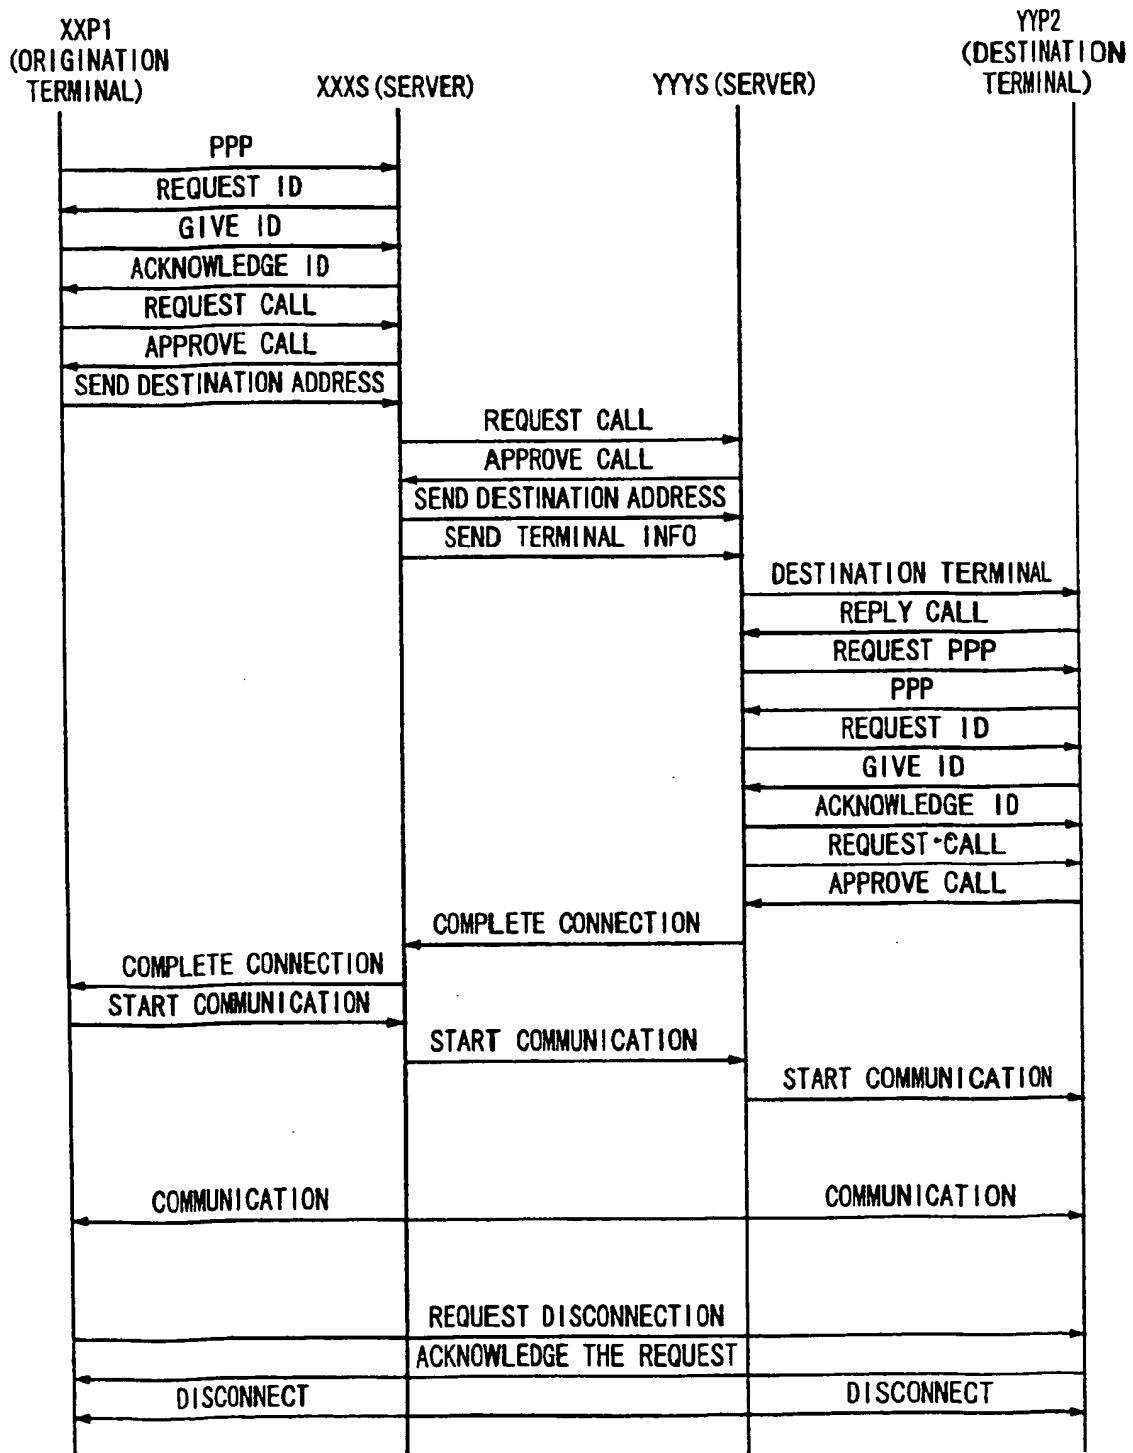 XXP1
(ORIGINATION
TERMINAL)
XXXS (SERVER)
YYYS (SERVER)
YYP2
(DESTINATION
TERMINAL)
PPP
REQUEST ID
GIVE ID
ACKNOWLEDGE ID
REQUEST CALL
APPROVE CALL
SEND DESTINATION ADDRESS
REQUEST CALL
APPROVE CALL
SEND DESTINATION ADDRESS
SEND TERMINAL INFO
DESTINATION TERMINAL
REPLY CALL
REQUEST PPP
PPP
REQUEST ID
GIVE ID
ACKNOWLEDGE ID
REQUEST CALL
APPROVE CALL
COMPLETE CONNECTION
COMPLETE CONNECTION
START COMMUNICATION
START COMMUNICATION
START COMMUNICATION
COMMUNICATION
COMMUNICATION
REQUEST DISCONNECTION
ACKNOWLEDGE THE REQUEST
DISCONNECT
DISCONNECT